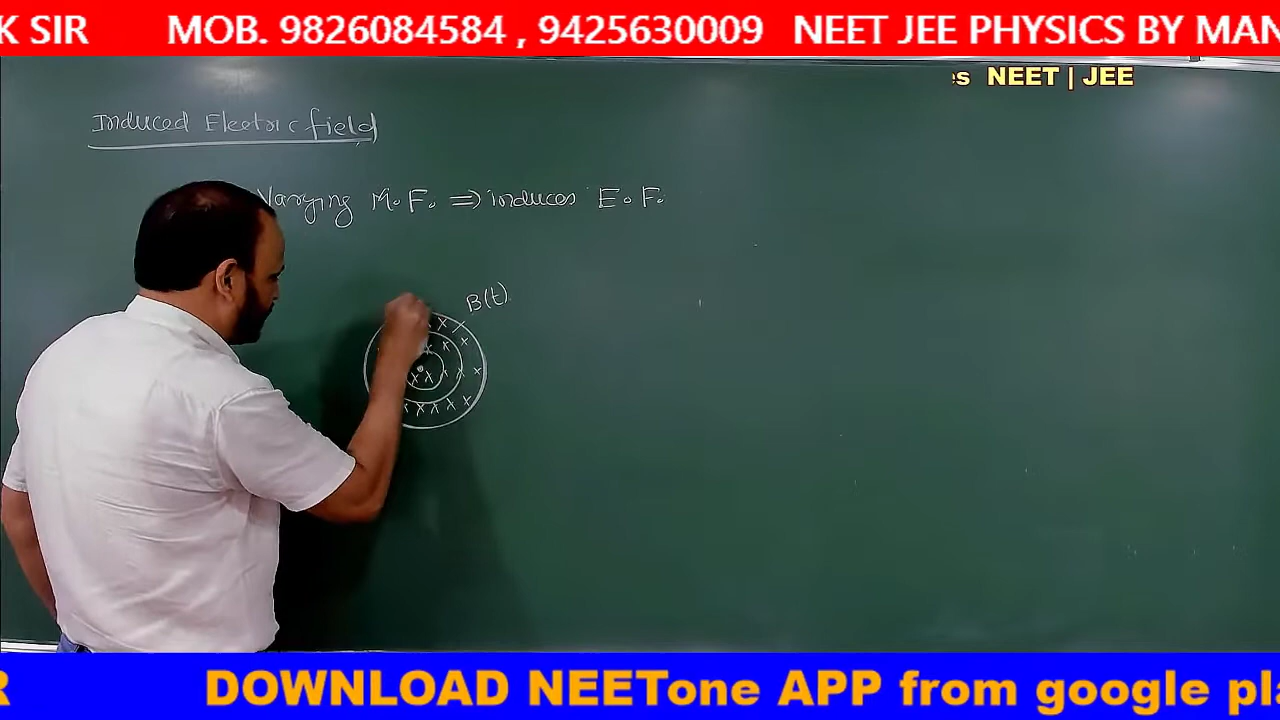 K SIR MOB. 9826084584 , 9425630009 NEET JEE PHYSICS BY MAN
NEET | JEE
Induced Electric field
Varying M.F. ⇒ induces E.F.
B(t)
x x
x x x
x x x x x
x x x x x
R DOWNLOAD NEETone APP from google pl